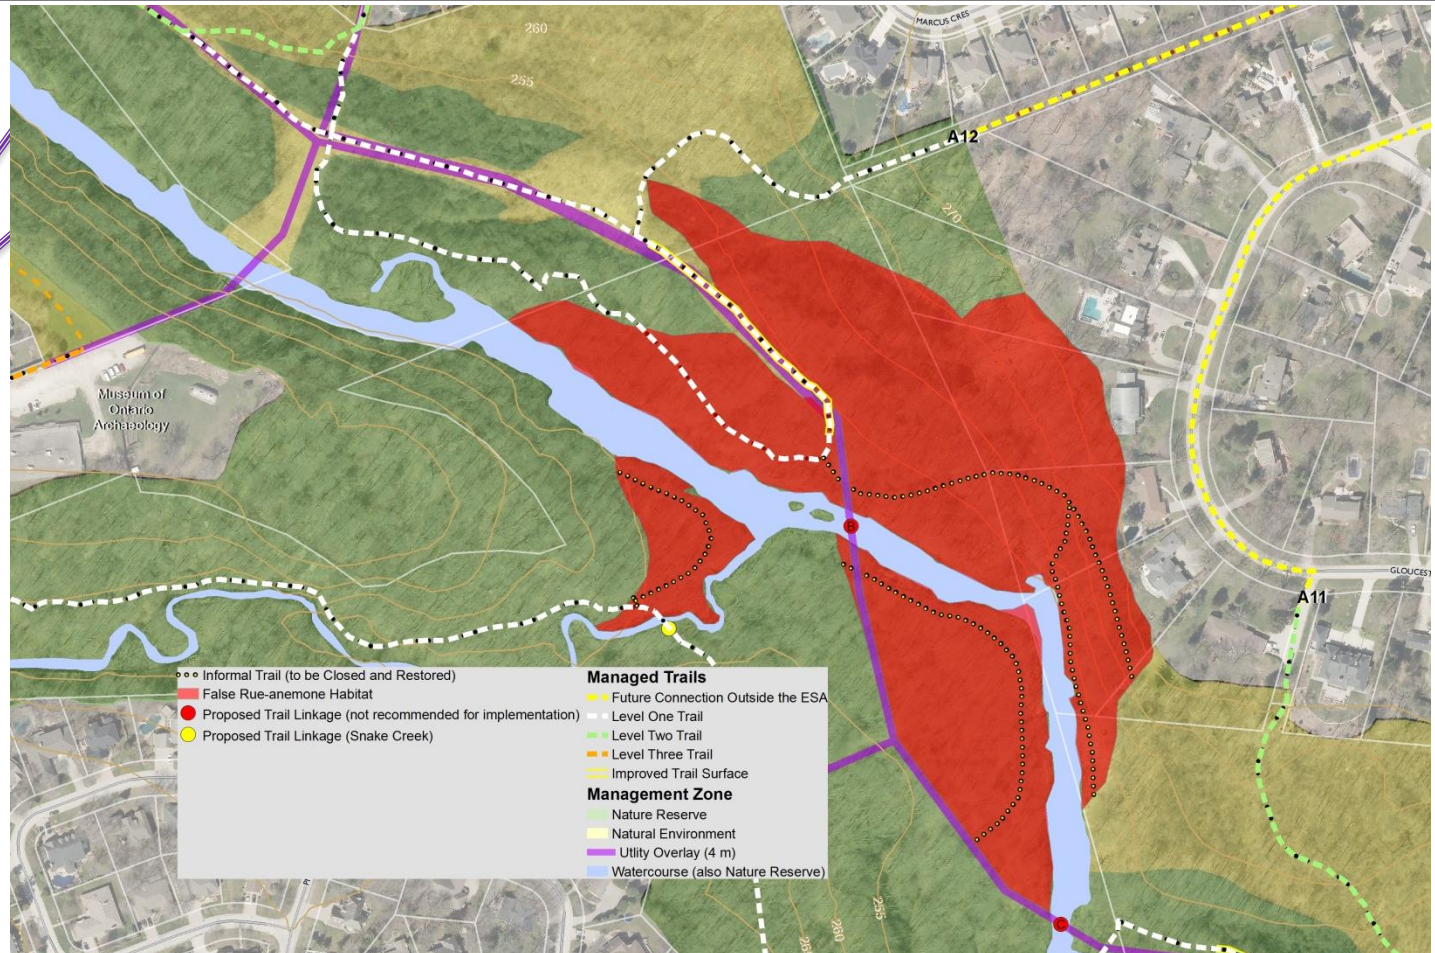 MARCUS CRES
260
255
A12
270
Museum of
Ontario
Archaeology
B
GLOUCEST
A11
Informal Trail (to be Closed and Restored)
False Rue-anemone Habitat
Proposed Trail Linkage (not recommended for implementation)
Proposed Trail Linkage (Snake Creek)
Managed Trails
Future Connection Outside the ESA
Level One Trail
Level Two Trail
Level Three Trail
Improved Trail Surface
Management Zone
Nature Reserve
Natural Environment
Utlity Overlay (4 m)
Watercourse (also Nature Reserve)
255
260
C